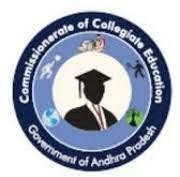 Commissionerate of Collegiate Education
Government of Andhra Pradesh